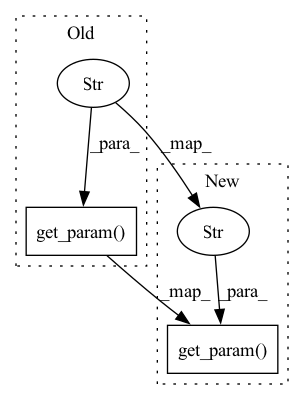 Old
Str
_para_
_map_
New
get_param()
Str
_map_
_para_
get_param()